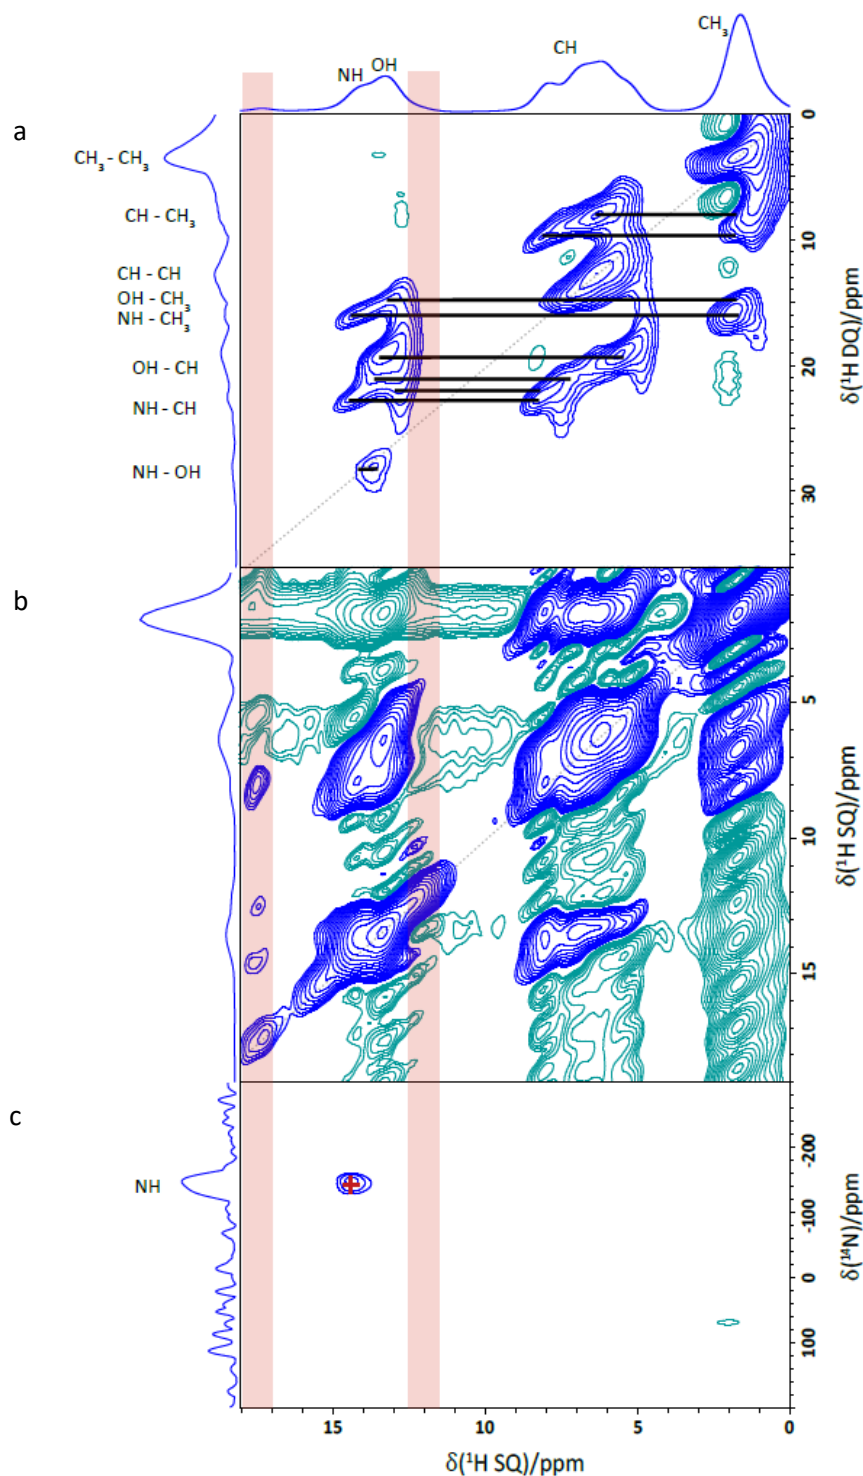 CH₃
NH
OH
CH
a
0
CH₃ - CH₃
CH - CH₃
10
CH - CH
OH - CH₃
NH - CH₃
OH - CH
20
NH - CH
NH - OH
30
δ(¹H DQ)/ppm
b
5
10
15
δ(¹H SQ)/ppm
c
-200
NH
-100
0
100
δ(¹⁴N)/ppm
15
10
5
0
δ(¹H SQ)/ppm